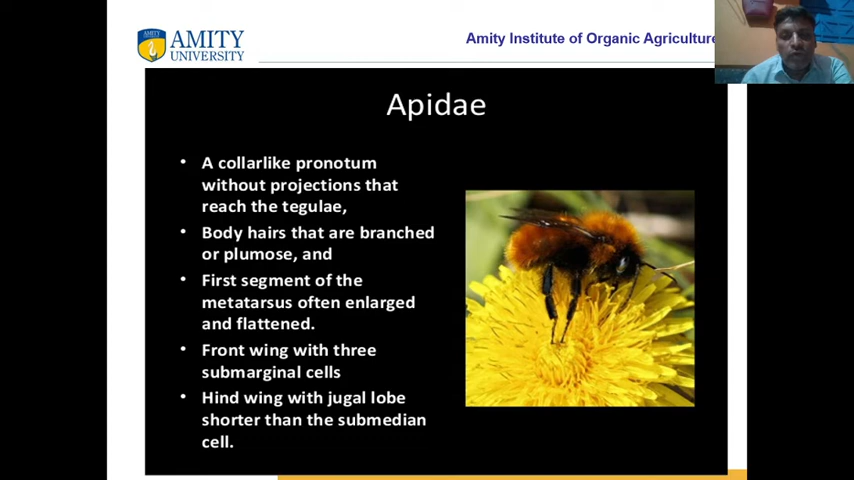 AMITY
AMITY
UNIVERSITY
Amity Institute of Organic Agriculture
Apidae
• A collarlike pronotum
without projections that
reach the tegulae,
• Body hairs that are branched
or plumose, and
• First segment of the
metatarsus often enlarged
and flattened.
• Front wing with three
submarginal cells
• Hind wing with jugal lobe
shorter than the submedian
cell.